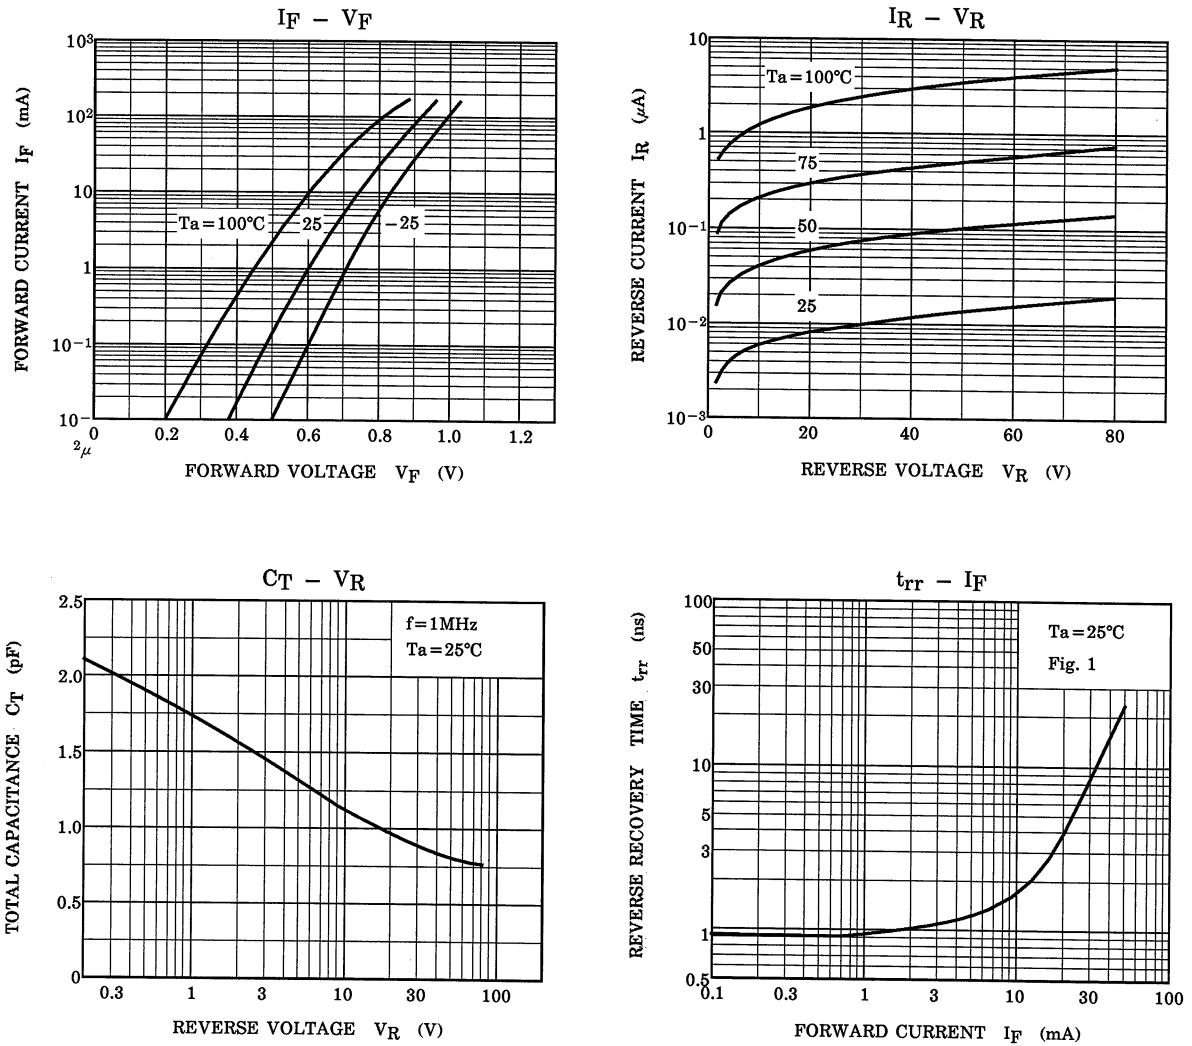 IF – VF
FORWARD CURRENT IF (mA)
10³
10²
10
1
10⁻¹
10⁻
Ta=100℃
25
−25
0
0.2
0.4
0.6
0.8
1.0
1.2
2μ
FORWARD VOLTAGE VF (V)
IR – VR
REVERSE CURRENT IR (μA)
10
1
10⁻¹
10⁻²
10⁻³
Ta=100℃
75
50
25
0
20
40
60
80
REVERSE VOLTAGE VR (V)
CT – VR
TOTAL CAPACITANCE CT (pF)
2.5
2.0
1.5
1.0
0.5
0
f=1MHz
Ta=25℃
0.3
1
3
10
30
100
REVERSE VOLTAGE VR (V)
trr – IF
REVERSE RECOVERY TIME trr (ns)
100
50
30
10
5
3
1
0.5
Ta=25℃
Fig. 1
0.1
0.3
1
3
10
30
100
FORWARD CURRENT IF (mA)